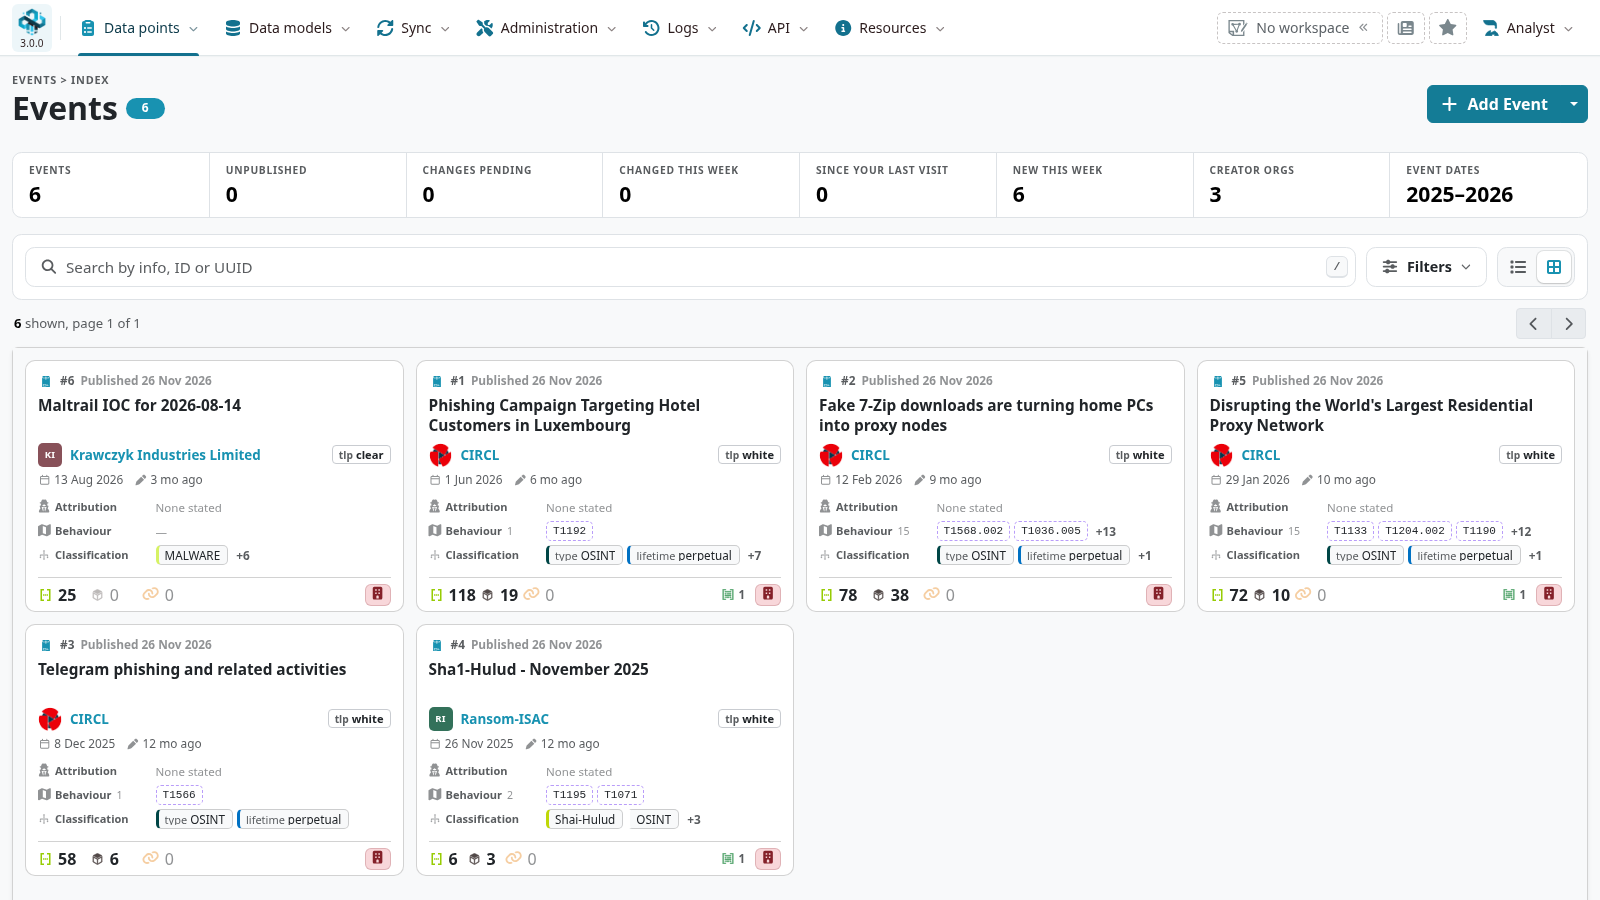 3.0.0
Data points
Data models
Sync
Administration
Logs
API
Resources
No workspace
Analyst
EVENTS > INDEX
Events 6
Add Event
EVENTS
6
UNPUBLISHED
0
CHANGES PENDING
0
CHANGED THIS WEEK
0
SINCE YOUR LAST VISIT
0
NEW THIS WEEK
6
CREATOR ORGS
3
EVENT DATES
2025–2026
Search by info, ID or UUID
/
Filters
6 shown, page 1 of 1
#6 Published 26 Nov 2026
Maltrail IOC for 2026-08-14
KI Krawczyk Industries Limited
tlp clear
13 Aug 2026 3 mo ago
Attribution None stated
Behaviour —
Classification MALWARE +6
25 0 0
#1 Published 26 Nov 2026
Phishing Campaign Targeting Hotel
Customers in Luxembourg
CIRCL
tlp white
1 Jun 2026 6 mo ago
Attribution None stated
Behaviour 1 T1192
Classification type OSINT lifetime perpetual +7
118 19 0 1
#2 Published 26 Nov 2026
Fake 7-Zip downloads are turning home PCs
into proxy nodes
CIRCL
tlp white
12 Feb 2026 9 mo ago
Attribution None stated
Behaviour 15 T1568.002 T1036.005 +13
Classification type OSINT lifetime perpetual +1
78 38 0
#5 Published 26 Nov 2026
Disrupting the World's Largest Residential
Proxy Network
CIRCL
tlp white
29 Jan 2026 10 mo ago
Attribution None stated
Behaviour 15 T1133 T1204.002 T1190 +12
Classification type OSINT lifetime perpetual +1
72 10 0 1
#3 Published 26 Nov 2026
Telegram phishing and related activities
CIRCL
tlp white
8 Dec 2025 12 mo ago
Attribution None stated
Behaviour 1 T1566
Classification type OSINT lifetime perpetual
58 6 0
#4 Published 26 Nov 2026
Sha1-Hulud - November 2025
RI Ransom-ISAC
tlp white
26 Nov 2025 12 mo ago
Attribution None stated
Behaviour 2 T1195 T1071
Classification Shai-Hulud OSINT +3
6 3 0 1